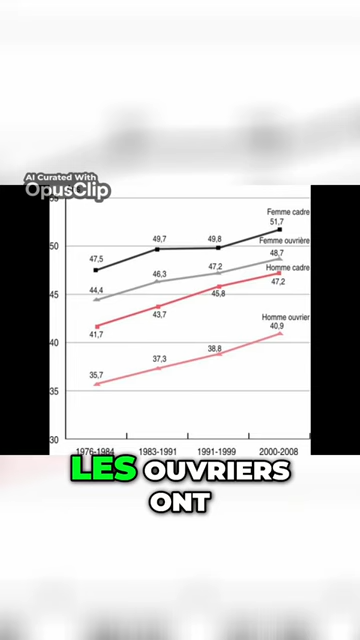 AI Curated With
OpusClip
55
Femme cadre
51,7
49,7
49,8
50
Femme ouvrière
47,5
48,7
47,2
46,3
Homme cadre
44,4
47,2
45
45,8
43,7
41,7
Homme ouvrier
40,9
40
38,8
37,3
35,7
35
30
1976-1984 1983-1991 1991-1999 2000-2008
LES OUVRIERS
ONT